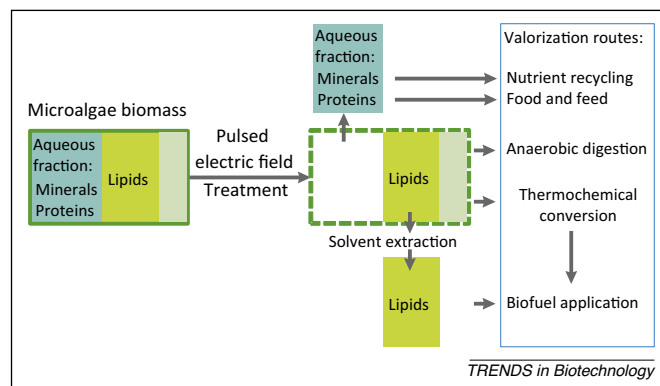 Microalgae biomass
Aqueous
fraction:
Minerals
Proteins
Lipids
Pulsed
electric field
Treatment
Aqueous
fraction:
Minerals
Proteins
Lipids
Solvent extraction
Lipids
Valorization routes:
Nutrient recycling
Food and feed
Anaerobic digestion
Thermochemical
conversion
Biofuel application
TRENDS in Biotechnology